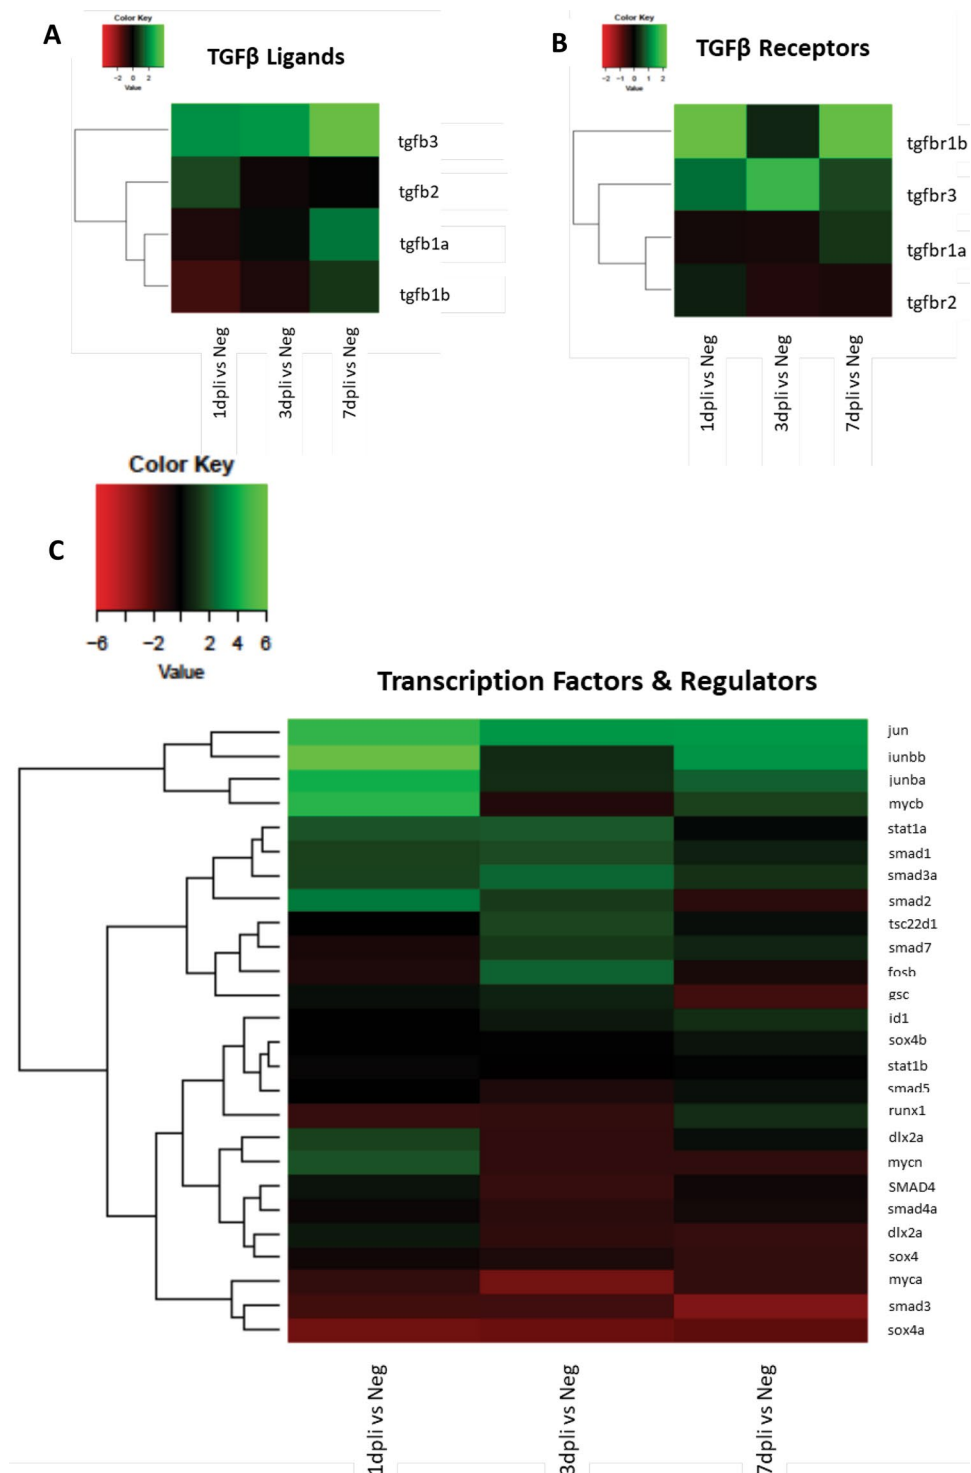 A
Color Key
−2 0 2
Value
TGFβ Ligands
tgfb3
tgfb2
tgfb1a
tgfb1b
1dpli vs Neg
3dpli vs Neg
7dpli vs Neg
B
Color Key
−2 −1 0 1 2
Value
TGFβ Receptors
tgfbr1b
tgfbr3
tgfbr1a
tgfbr2
1dpli vs Neg
3dpli vs Neg
7dpli vs Neg
C
Color Key
−6 −2 2 4 6
Value
Transcription Factors & Regulators
jun
iunbb
junba
mycb
stat1a
smad1
smad3a
smad2
tsc22d1
smad7
fosb
gsc
id1
sox4b
stat1b
smad5
runx1
dlx2a
mycn
SMAD4
smad4a
dlx2a
sox4
myca
smad3
sox4a
1dpli vs Neg
3dpli vs Neg
7dpli vs Neg